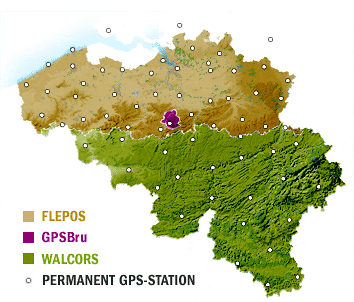 FLEPOS
GPSBru
WALCORS
PERMANENT GPS-STATION